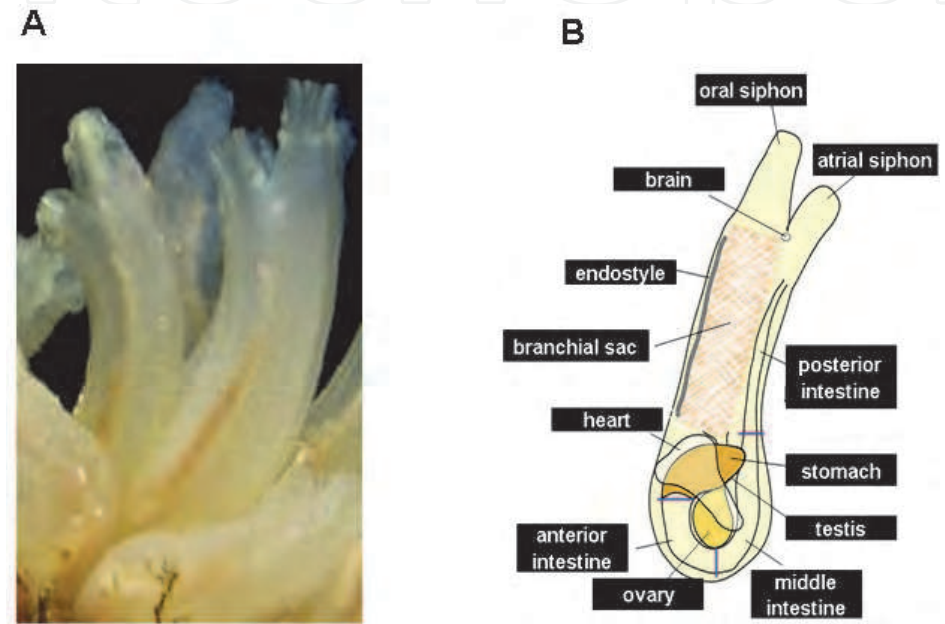 A
B
oral siphon
atrial siphon
brain
endostyle
branchial sac
posterior
intestine
heart
stomach
testis
anterior
intestine
ovary
middle
intestine